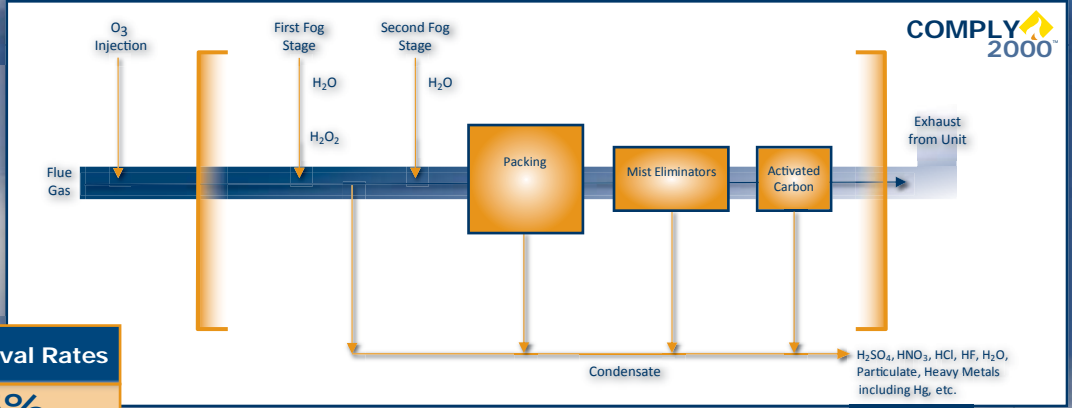 O₃
Injection
First Fog
Stage
Second Fog
Stage
COMPLY
2000™
H₂O
H₂O
H₂O₂
Flue
Gas
Packing
Mist Eliminators
Activated
Carbon
Exhaust
from Unit
Condensate
H₂SO₄, HNO₃, HCl, HF, H₂O,
Particulate, Heavy Metals
including Hg, etc.
val Rates
%